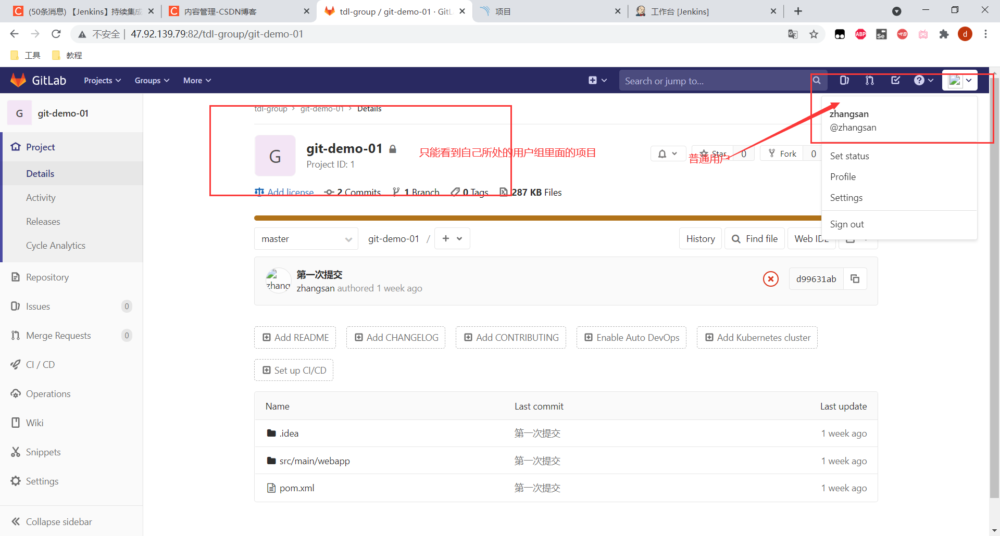 (50条消息) 【Jenkins】持续集成
内容管理-CSDN博客
tdl-group / git-demo-01 · GitL
项目
工作台 [Jenkins]
不安全 | 47.92.139.79:82/tdl-group/git-demo-01
ABP
Se
d
工具
教程
GitLab
Projects
Groups
More
Search or jump to...
G
git-demo-01
Project
Details
Activity
Releases
Cycle Analytics
Repository
Issues
0
Merge Requests
0
CI / CD
Operations
Wiki
Snippets
Settings
Collapse sidebar
tdl-group > git-demo-01 > Details
G
git-demo-01
Project ID: 1
只能看到自己所处的用户组里面的项目
普通用户
Star
0
Fork
0
zhangsan
@zhangsan
Set status
Profile
Settings
Sign out
Add license
2 Commits
1 Branch
0 Tags
287 KB Files
master
git-demo-01 /
History
Find file
Web IDE
zhang
第一次提交
zhangsan authored 1 week ago
d99631ab
Add README
Add CHANGELOG
Add CONTRIBUTING
Enable Auto DevOps
Add Kubernetes cluster
Set up CI/CD
Name
Last commit
Last update
.idea
第一次提交
1 week ago
src/main/webapp
第一次提交
1 week ago
pom.xml
第一次提交
1 week ago